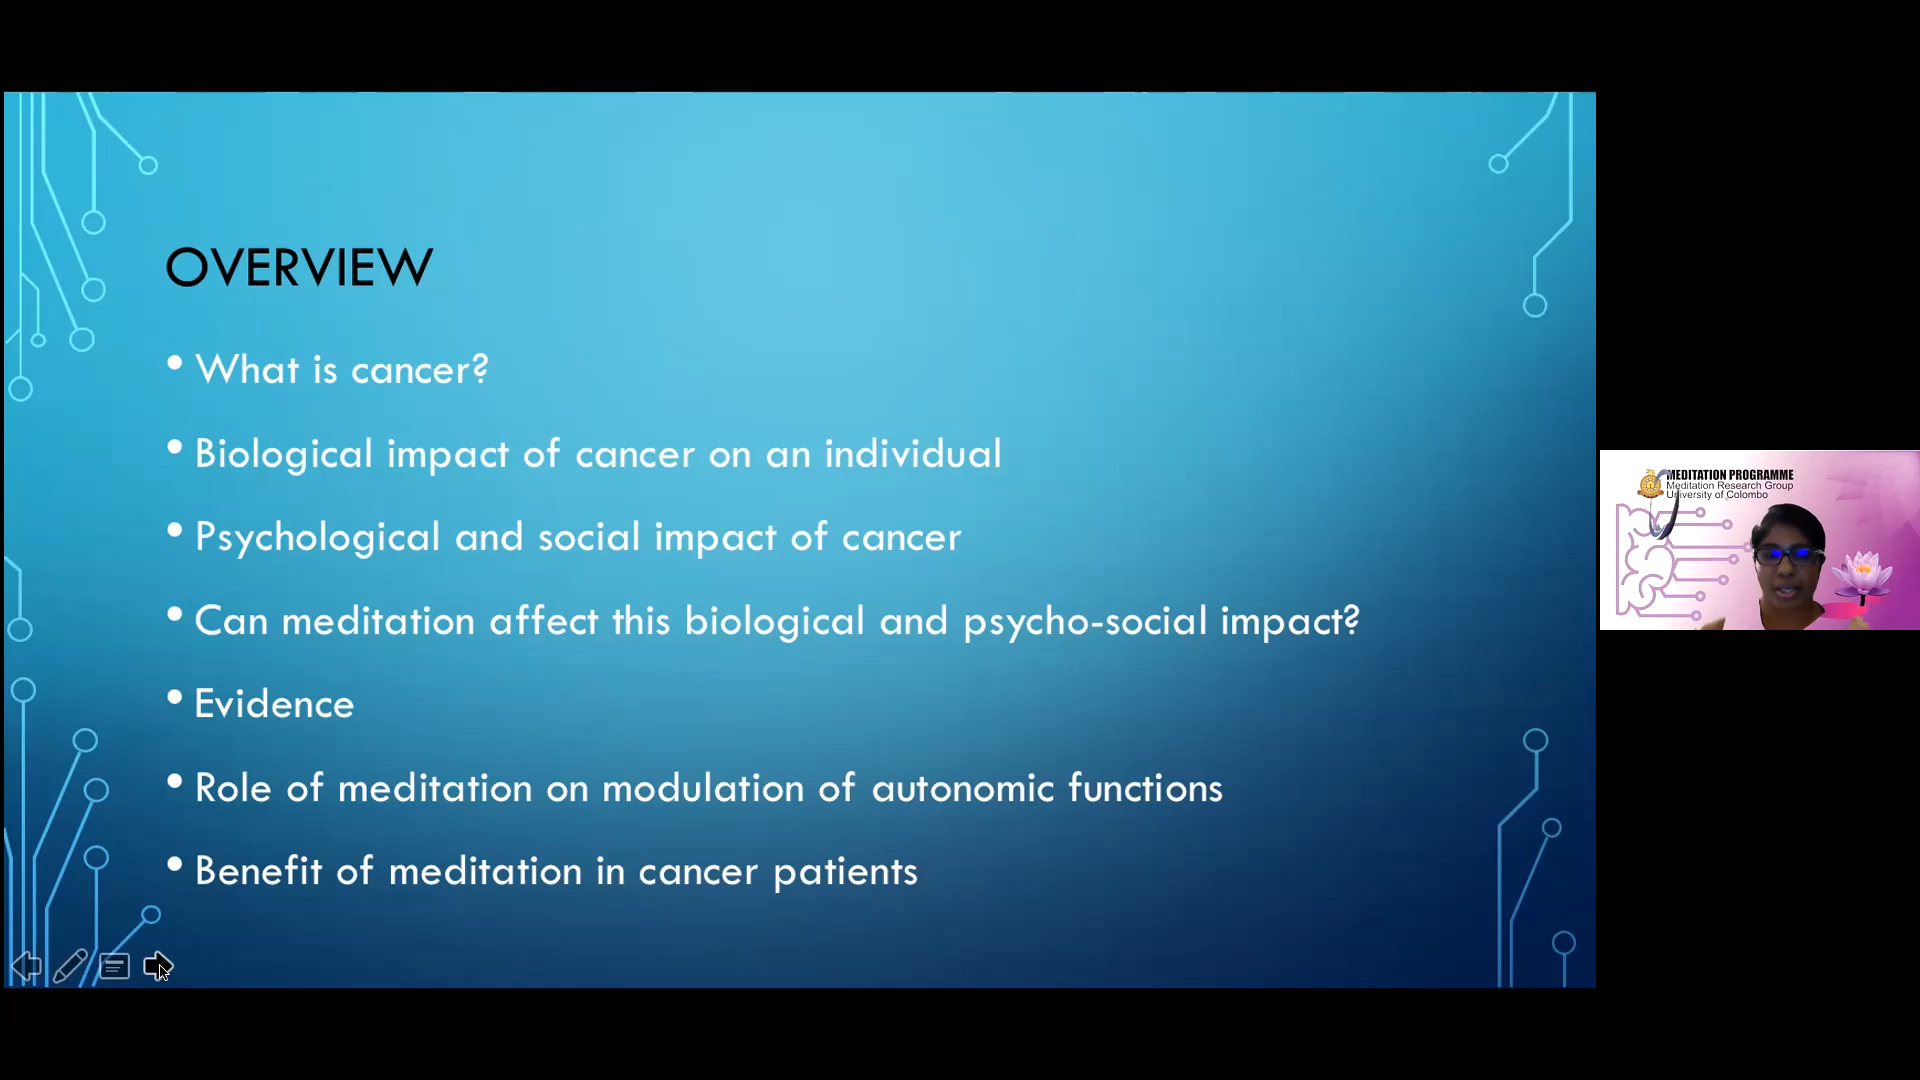 OVERVIEW
• What is cancer?
• Biological impact of cancer on an individual
• Psychological and social impact of cancer
• Can meditation affect this biological and psycho-social impact?
• Evidence
• Role of meditation on modulation of autonomic functions
• Benefit of meditation in cancer patients
MEDITATION PROGRAMME
Meditation Research Group
University of Colombo